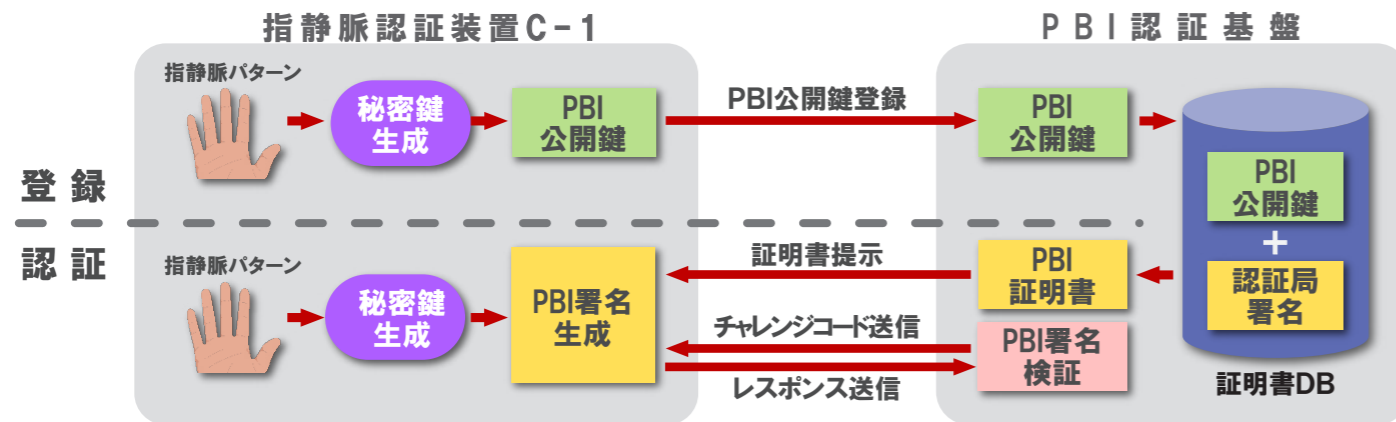 指静脈認証装置C-1
PBI認証基盤
指静脈パターン
秘密鍵
生成
PBI
公開鍵
PBI公開鍵登録
PBI
公開鍵
登録
PBI
公開鍵
+
認証局
署名
証明書DB
認証
指静脈パターン
秘密鍵
生成
PBI署名
生成
証明書提示
PBI
証明書
チャレンジコード送信
PBI署名
検証
レスポンス送信